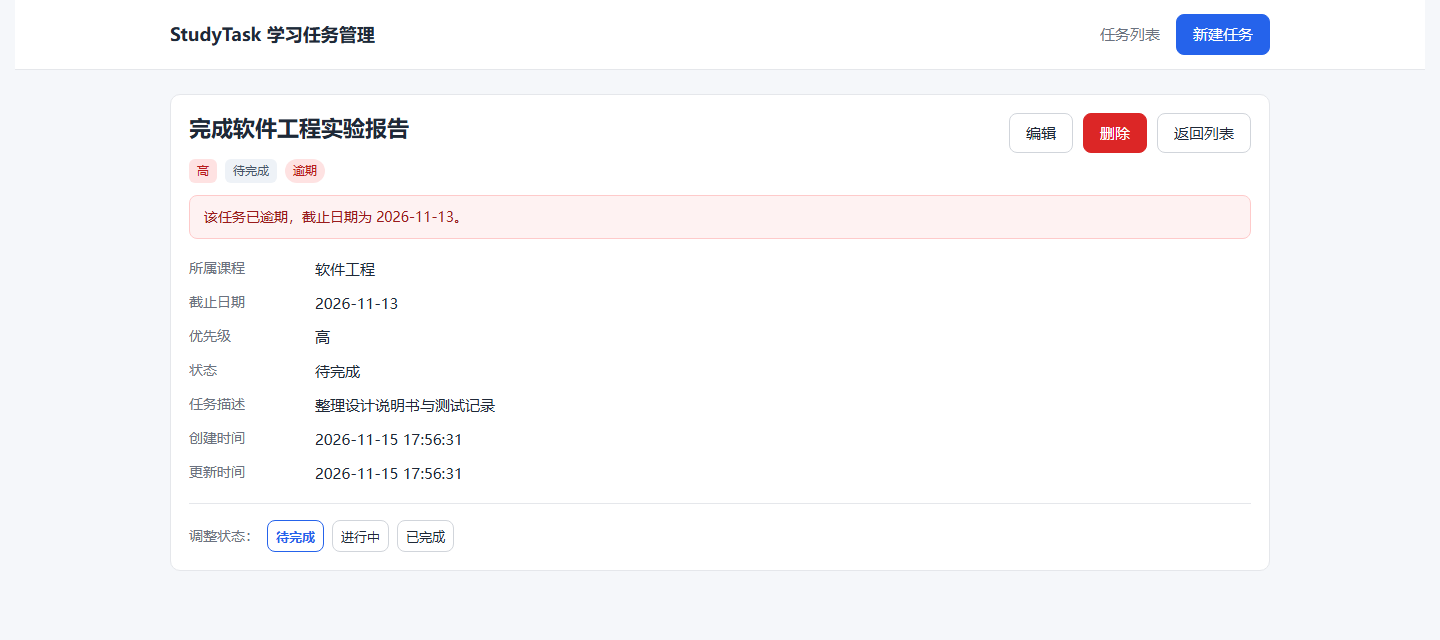 StudyTask 学习任务管理
任务列表
新建任务
完成软件工程实验报告
编辑
删除
返回列表
高
待完成
逾期
该任务已逾期，截止日期为 2026-11-13。
所属课程
软件工程
截止日期
2026-11-13
优先级
高
状态
待完成
任务描述
整理设计说明书与测试记录
创建时间
2026-11-15 17:56:31
更新时间
2026-11-15 17:56:31
调整状态：
待完成
进行中
已完成